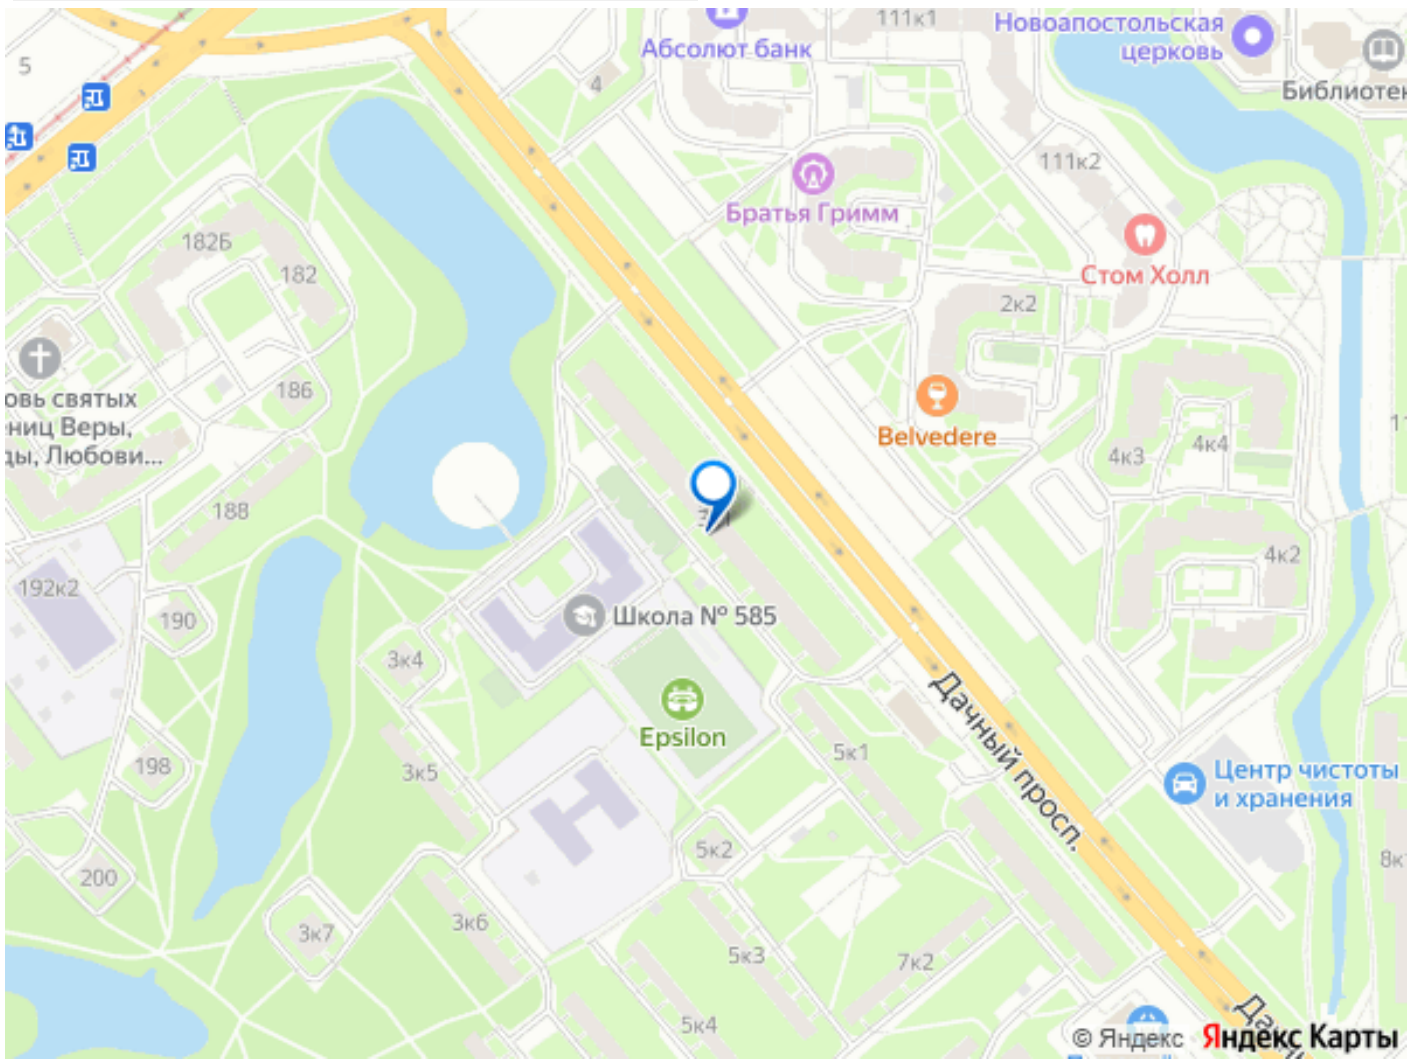 111к1
Новоапостольская
церковь
Абсолют банк
5
4
Библиотек
111к2
Братья Гримм
182Б
182
Стом Холл
2к2
186
овь святых
ениц Веры,
ды, Любови...
Belvedere
4к3
4к4
188
4к2
192к2
190
Школа № 585
3к4
Epsilon
Дачный просп.
198
3к5
5к1
Центр чистоты
и хранения
5к2
8к
200
3к6
3к7
5к3
7к2
5к4
© Яндекс Яндекс Карты